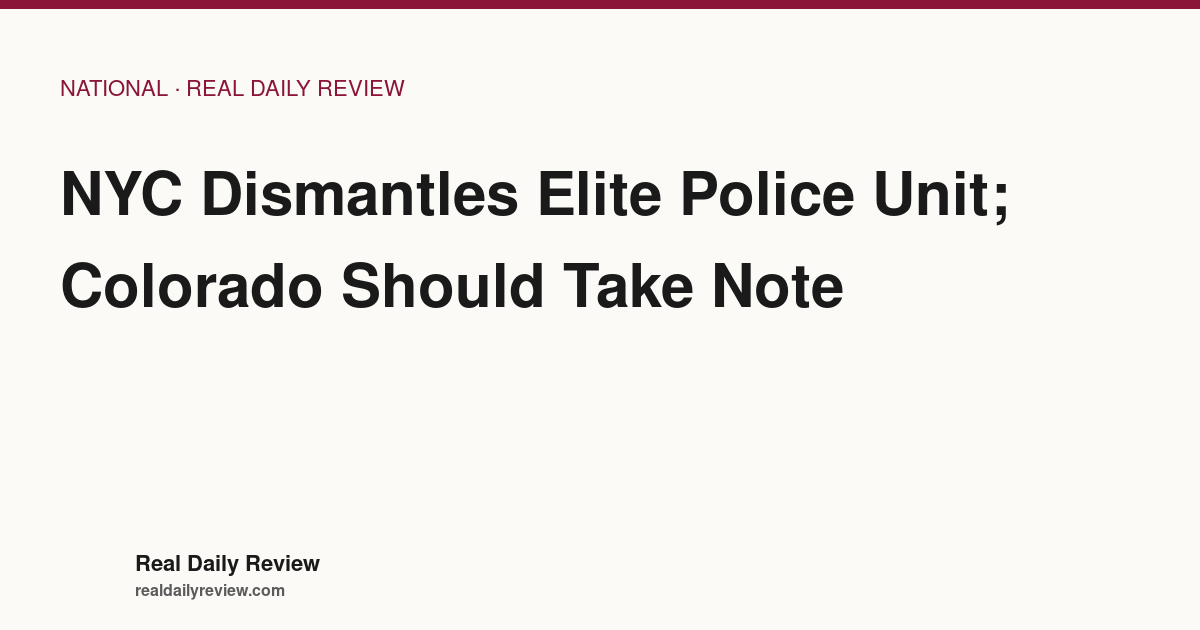 NATIONAL · REAL DAILY REVIEW
NYC Dismantles Elite Police Unit;
Colorado Should Take Note
Real Daily Review
realdailyreview.com